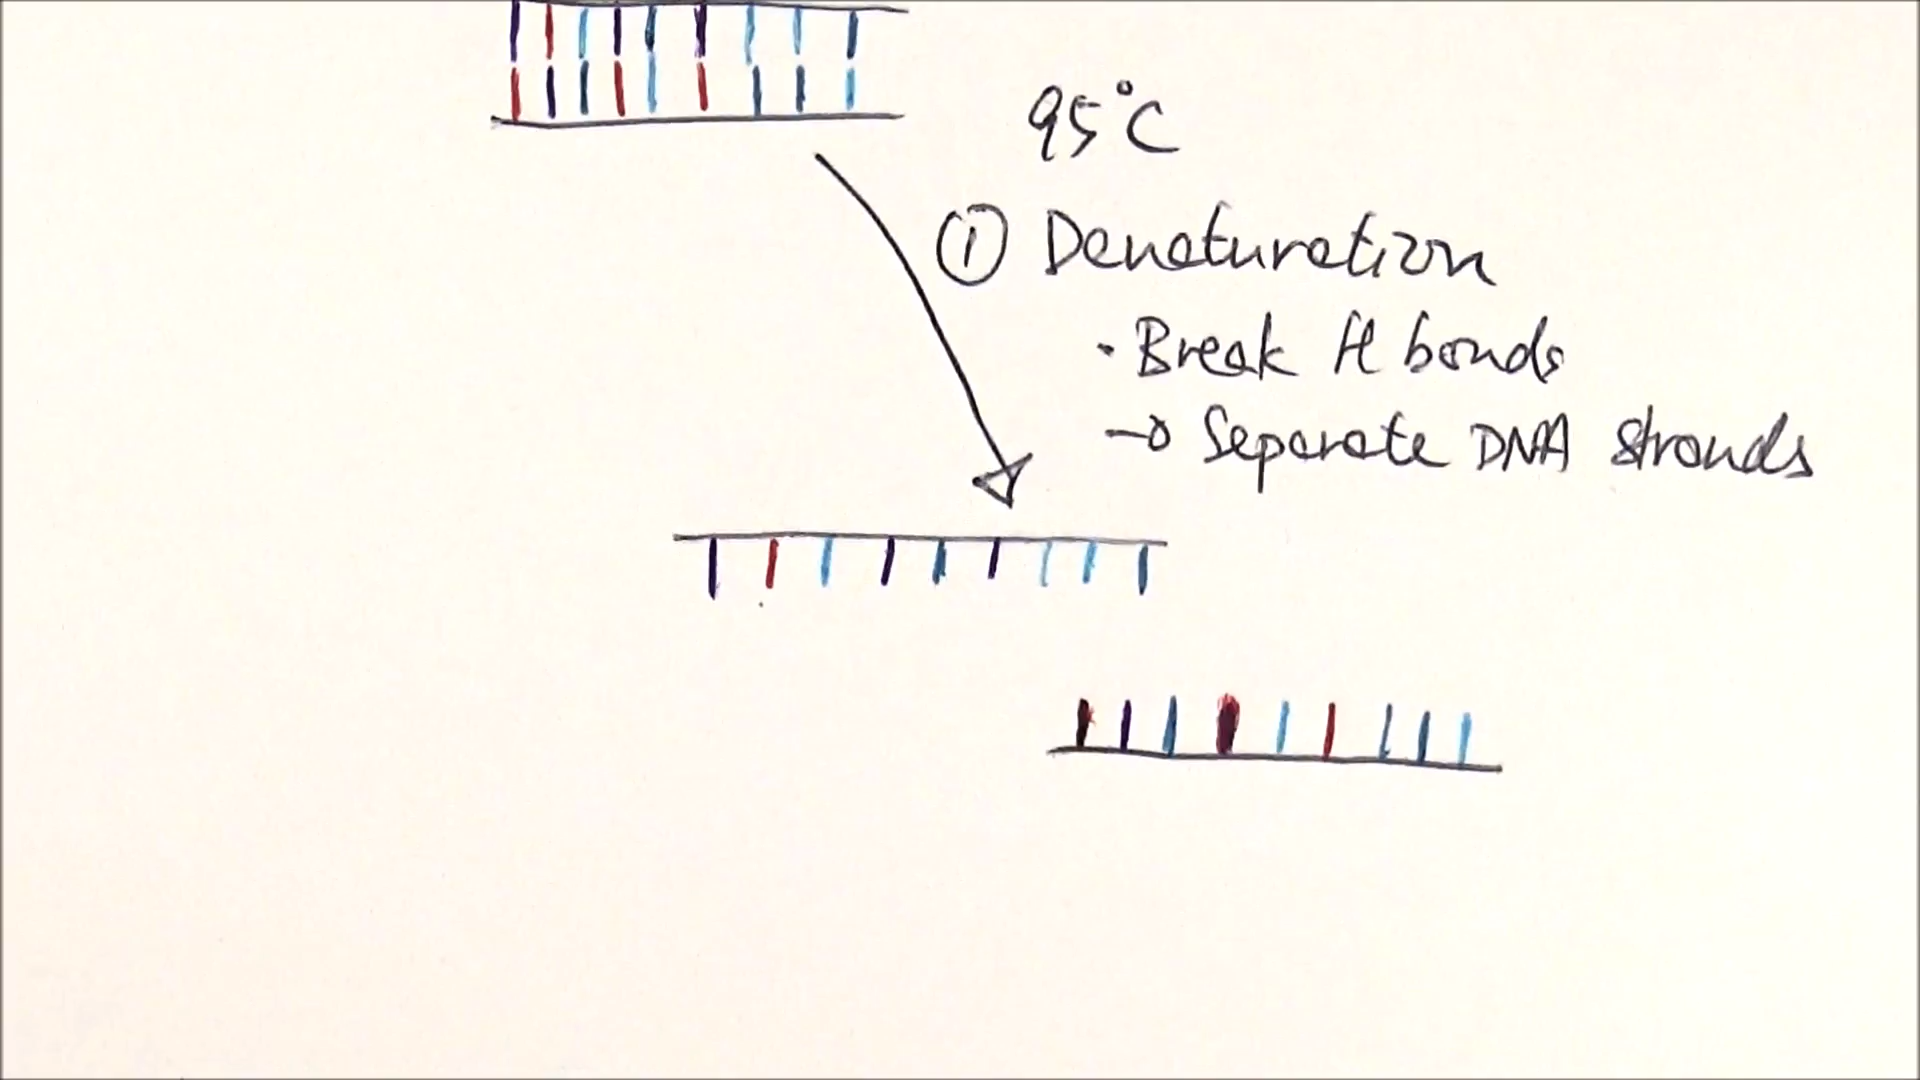 95°C
① Denaturation
· Break H bonds
→ Separate DNA strands